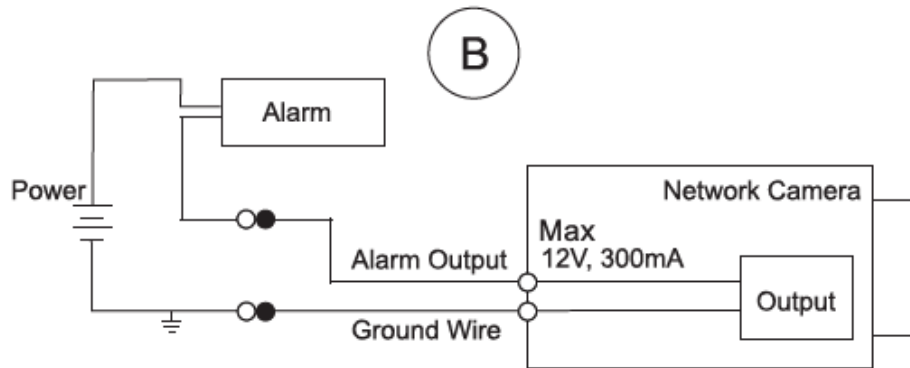 B
Alarm
Power
Network Camera
Max
12V, 300mA
Alarm Output
Output
Ground Wire